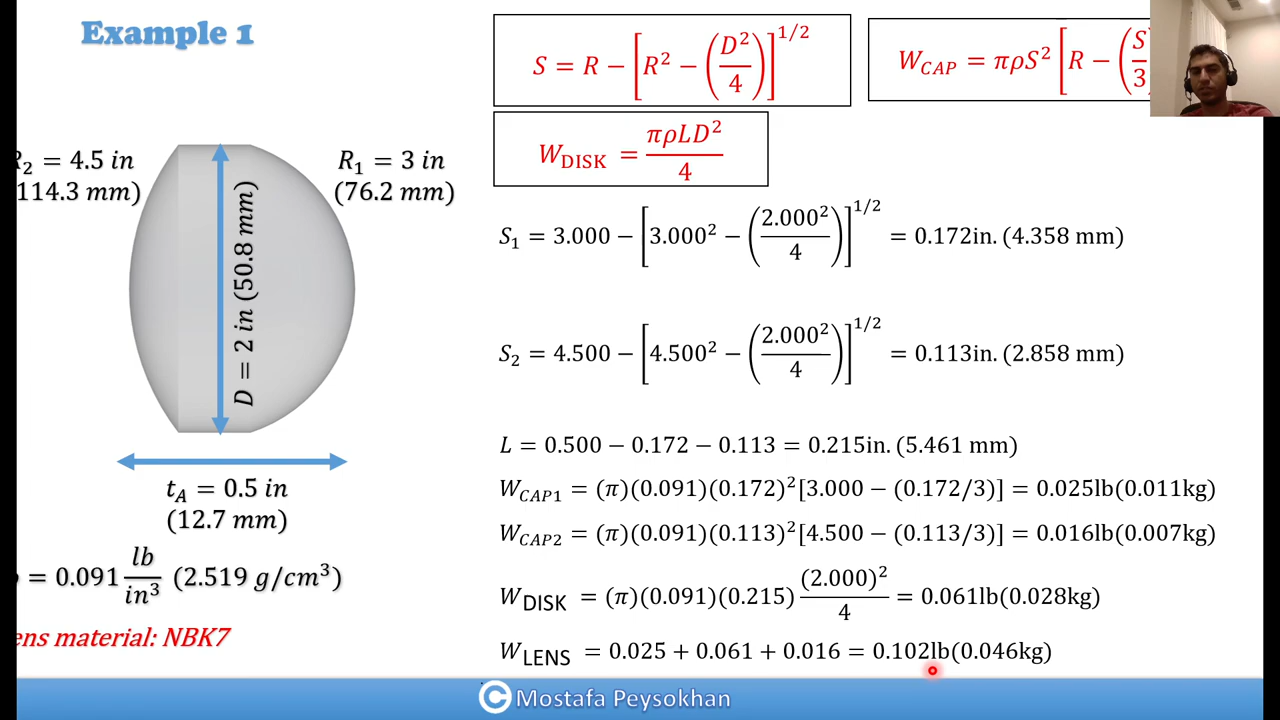 Example 1
S = R − [R² − (D²/4)]^1/2
W_CAP = πρS² [R − (S/3)
W_DISK = πρLD²/4
R₂ = 4.5 in
114.3 mm)
R₁ = 3 in
(76.2 mm)
D = 2 in (50.8 mm)
t_A = 0.5 in
(12.7 mm)
= 0.091 lb/in³ (2.519 g/cm³)
ens material: NBK7
S₁ = 3.000 − [3.000² − (2.000²/4)]^1/2 = 0.172in. (4.358 mm)
S₂ = 4.500 − [4.500² − (2.000²/4)]^1/2 = 0.113in. (2.858 mm)
L = 0.500 − 0.172 − 0.113 = 0.215in. (5.461 mm)
W_CAP1 = (π)(0.091)(0.172)²[3.000 − (0.172/3)] = 0.025lb(0.011kg)
W_CAP2 = (π)(0.091)(0.113)²[4.500 − (0.113/3)] = 0.016lb(0.007kg)
W_DISK = (π)(0.091)(0.215) (2.000)²/4 = 0.061lb(0.028kg)
W_LENS = 0.025 + 0.061 + 0.016 = 0.102lb(0.046kg)
© Mostafa Peysokhan